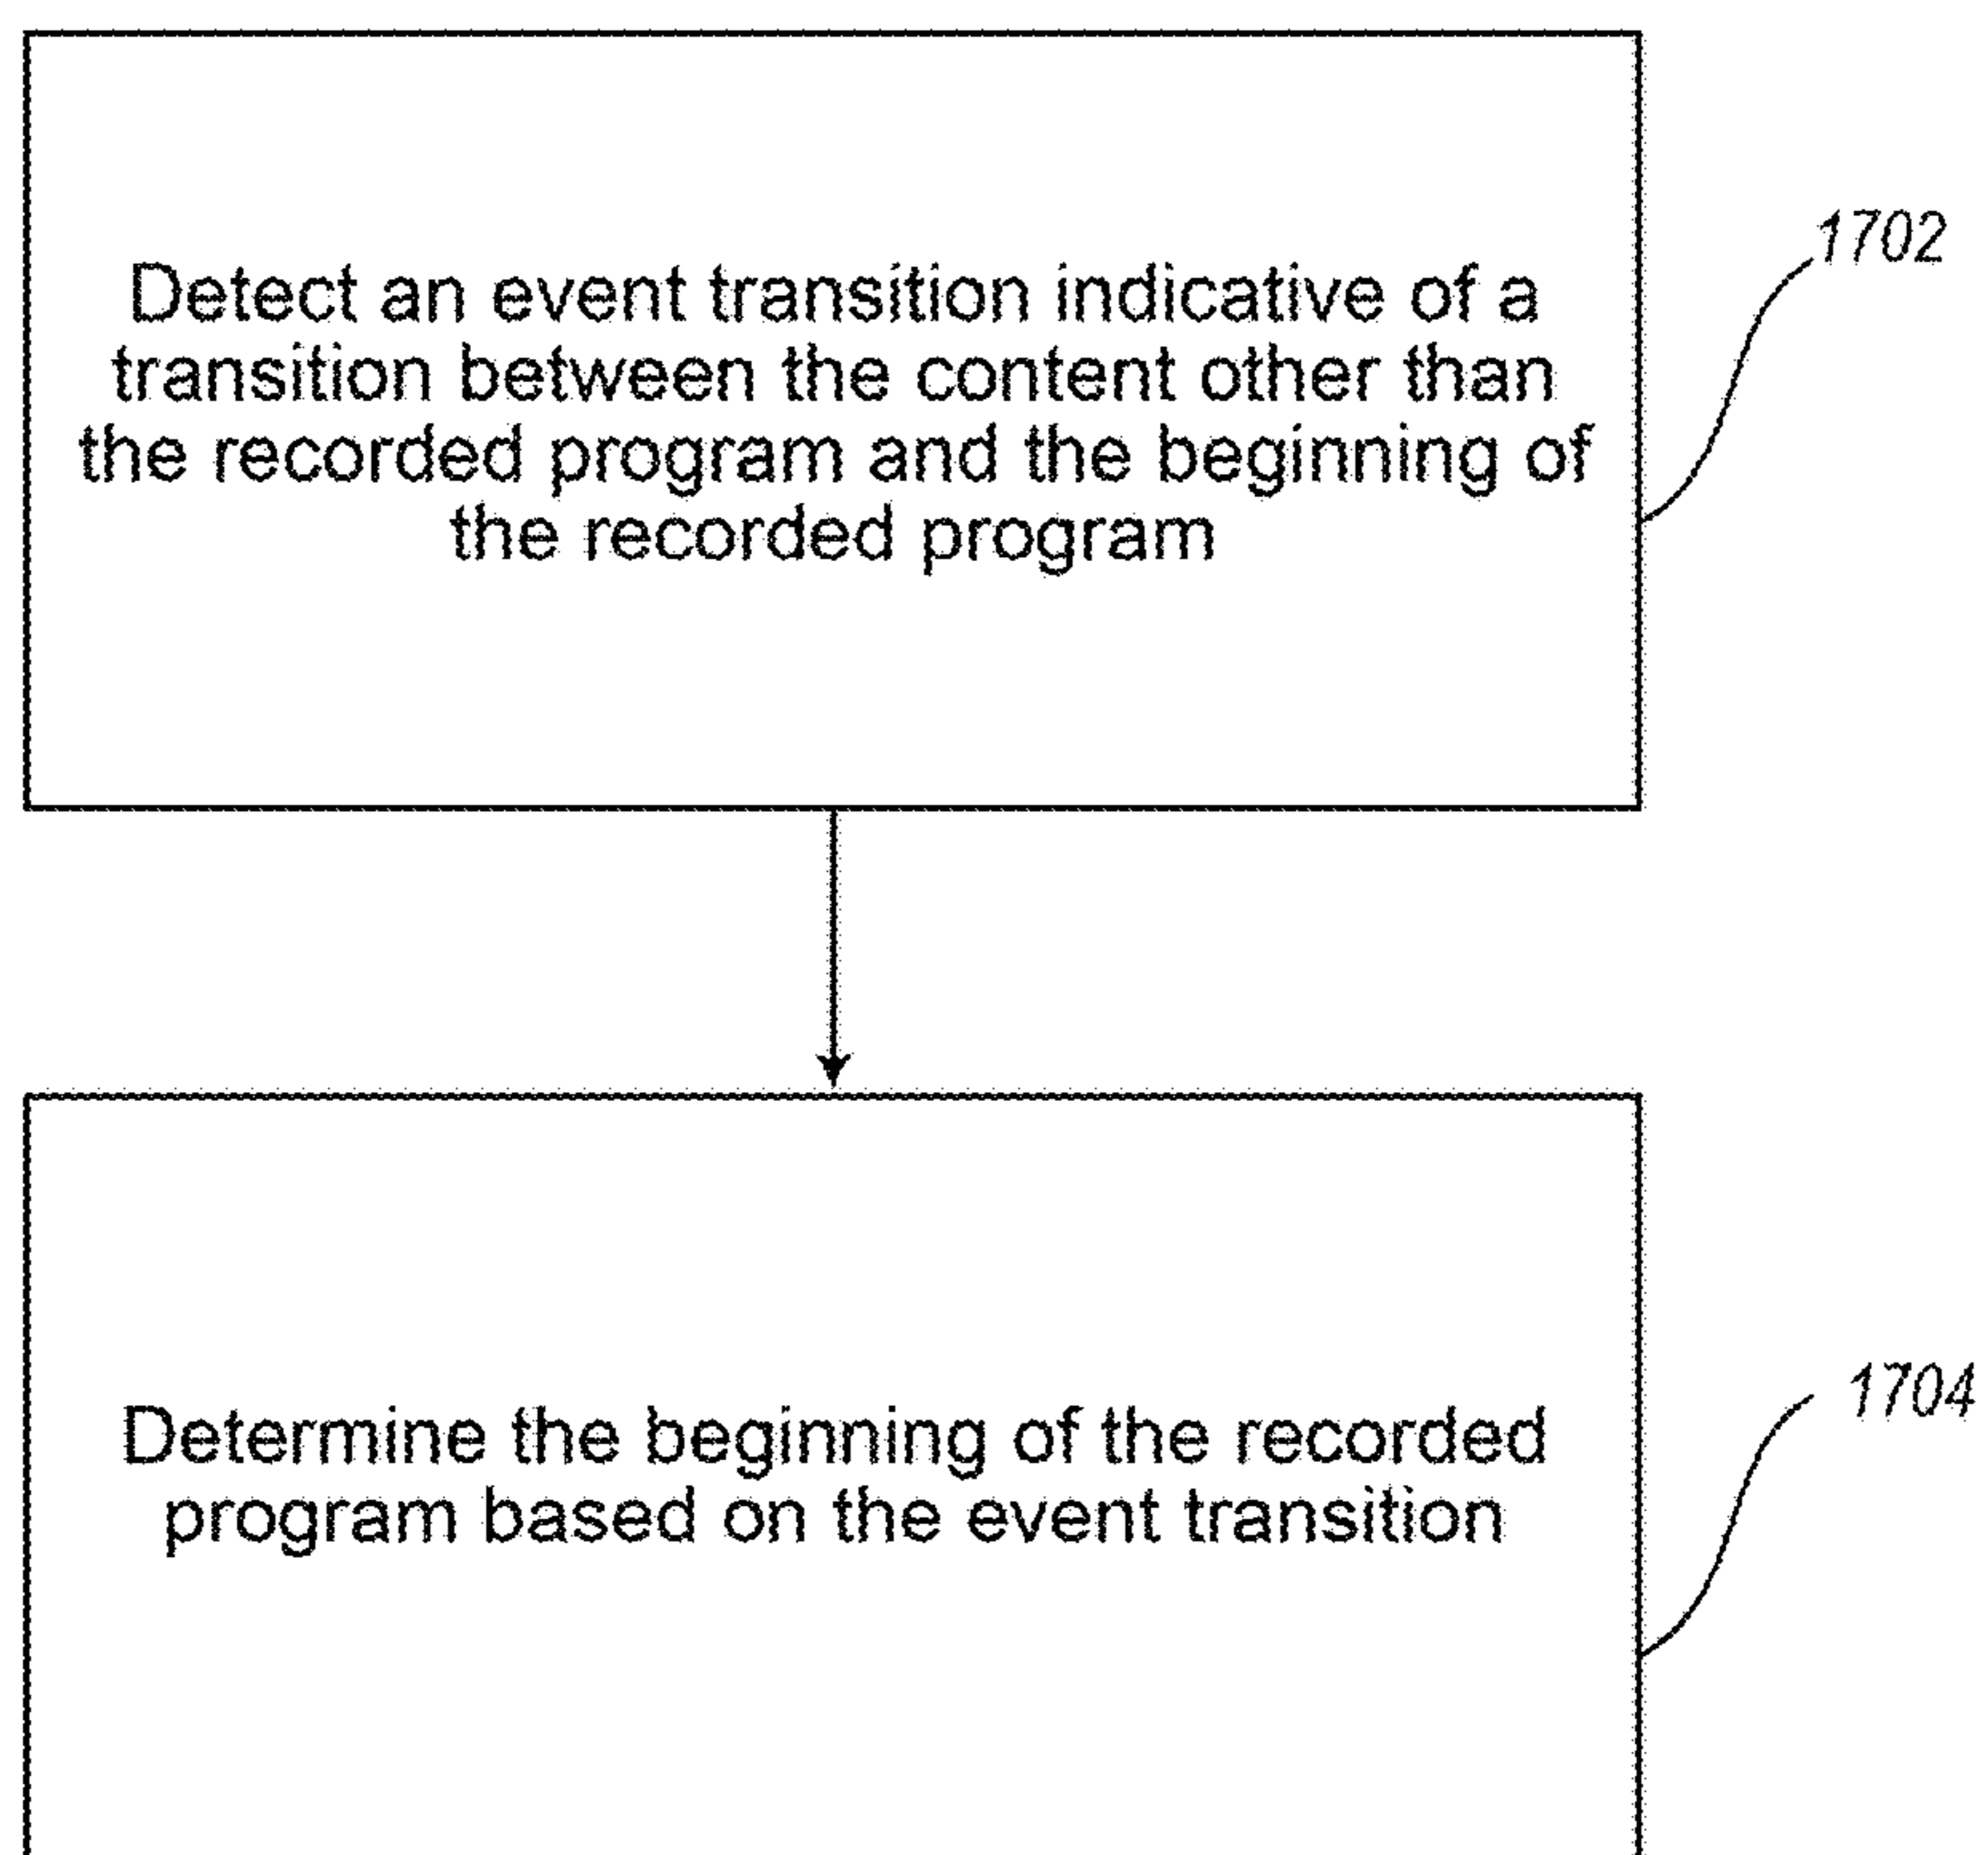 1702
Detect an event transition indicative of a
transition between the content other than
the recorded program and the beginning of
the recorded program
1704
Determine the beginning of the recorded
program based on the event transition